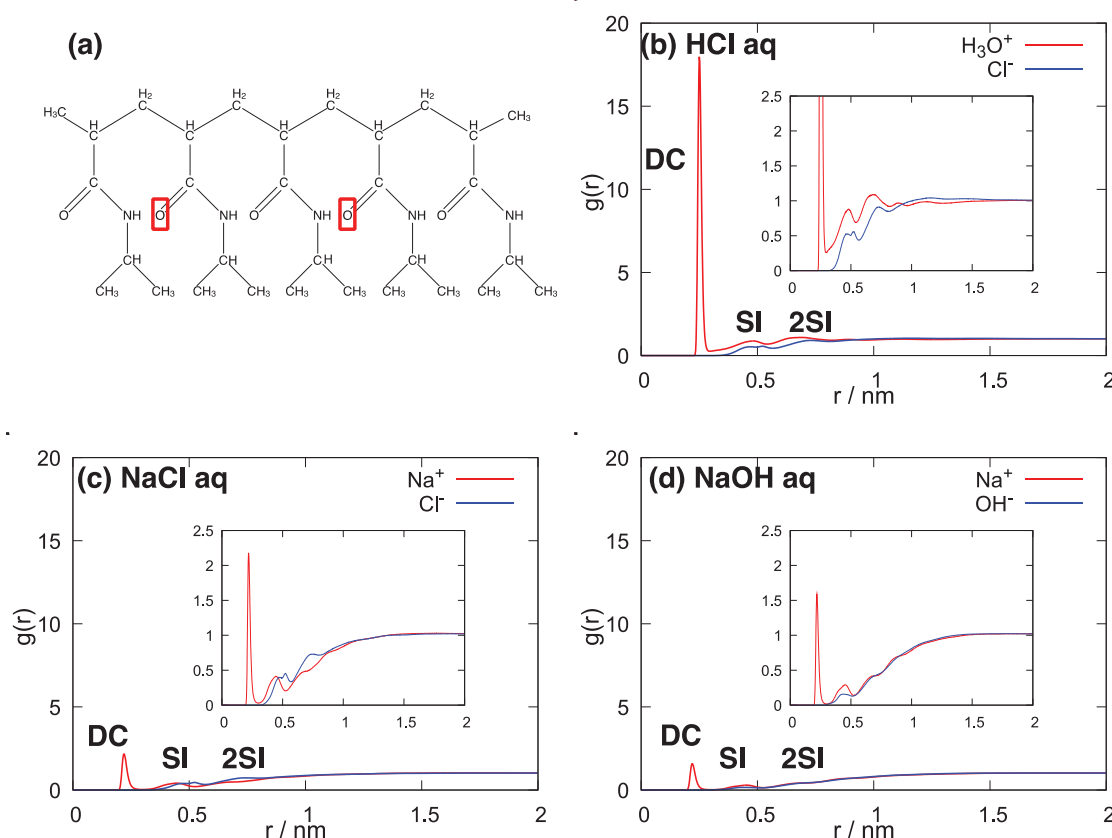 (a)
H₂ H₂ H₂ H₂
H₃C H H H H H CH₃
C C C C C
C C C C C
O NH O NH O NH O NH O NH
CH CH CH CH CH
CH₃ CH₃ CH₃ CH₃ CH₃ CH₃ CH₃ CH₃ CH₃ CH₃
(b) HCl aq
H₃O⁺
Cl⁻
20
15
10
5
0
g(r)
DC
SI
2SI
2.5
2
1.5
1
0.5
0
0 0.5 1 1.5 2
0 0.5 1 1.5 2
r / nm
(c) NaCl aq
Na⁺
Cl⁻
20
15
10
5
0
g(r)
2.5
2
1.5
1
0.5
0
0 0.5 1 1.5 2
DC
SI
2SI
0 0.5 1 1.5 2
r / nm
(d) NaOH aq
Na⁺
OH⁻
20
15
10
5
0
g(r)
2.5
2
1.5
1
0.5
0
0 0.5 1 1.5 2
DC
SI
2SI
0 0.5 1 1.5 2
r / nm